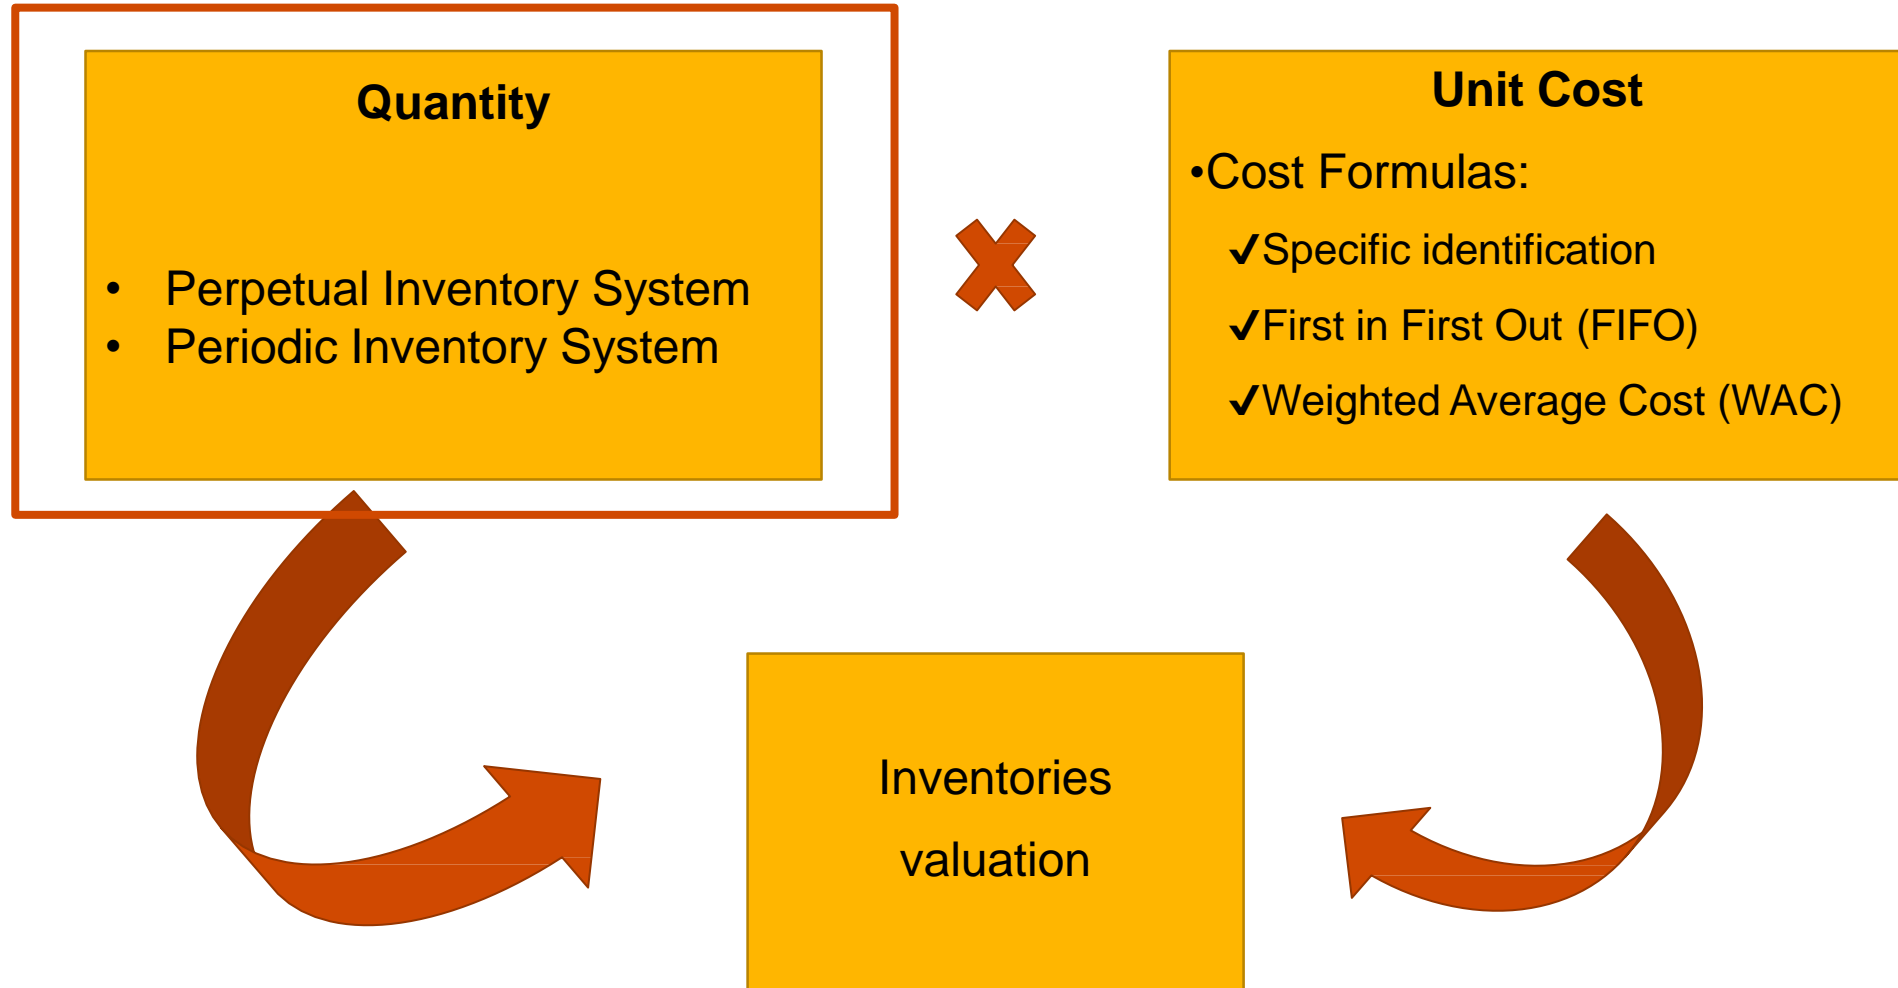 Quantity
• Perpetual Inventory System
• Periodic Inventory System
Unit Cost
•Cost Formulas:
✓Specific identification
✓First in First Out (FIFO)
✓Weighted Average Cost (WAC)
Inventories
valuation